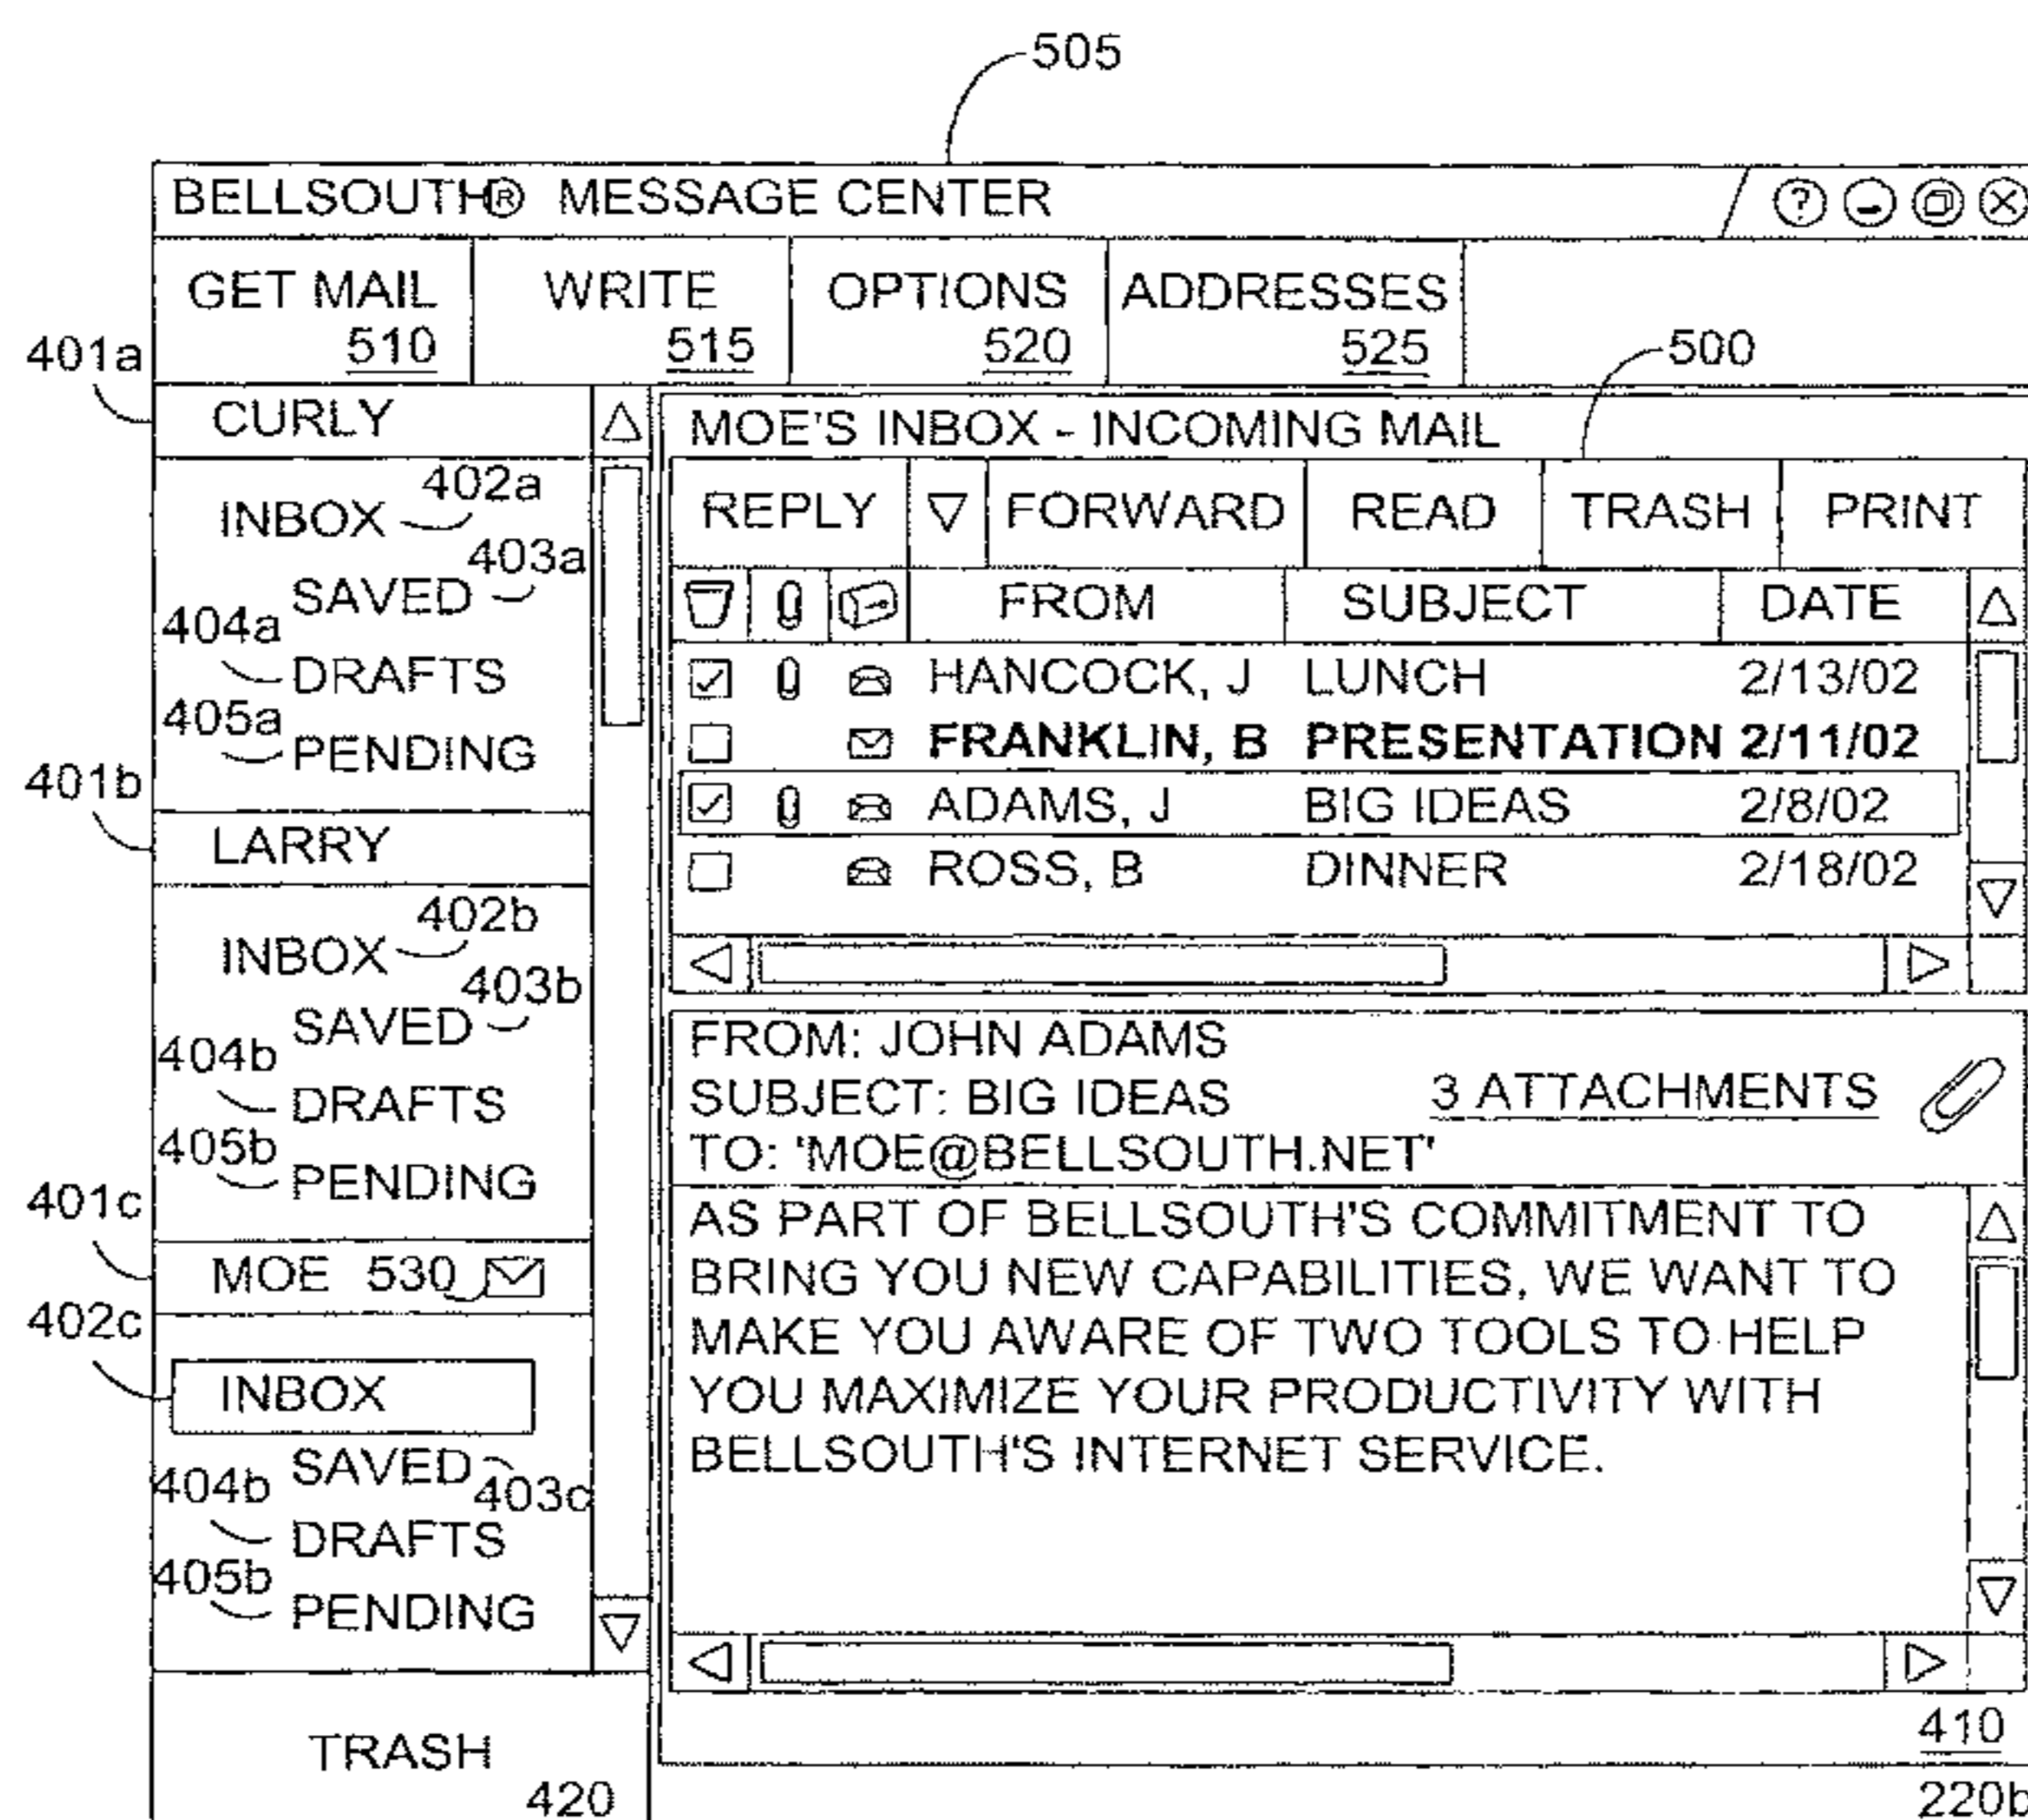 505
BELLSOUTH® MESSAGE CENTER ?
GET MAIL WRITE OPTIONS ADDRESSES
510 515 520 525
401a
500
CURLY
402a
INBOX
403a
SAVED
404a
DRAFTS
405a
PENDING
401b
LARRY
402b
INBOX
403b
SAVED
404b
DRAFTS
405b
PENDING
401c
MOE 530
402c
INBOX
SAVED
404b 403c
DRAFTS
405b
PENDING
TRASH
420
MOE'S INBOX - INCOMING MAIL
REPLY FORWARD READ TRASH PRINT
FROM SUBJECT DATE
HANCOCK, J LUNCH 2/13/02
FRANKLIN, B PRESENTATION 2/11/02
ADAMS, J BIG IDEAS 2/8/02
ROSS, B DINNER 2/18/02
FROM: JOHN ADAMS
SUBJECT: BIG IDEAS 3 ATTACHMENTS
TO: 'MOE@BELLSOUTH.NET'
AS PART OF BELLSOUTH'S COMMITMENT TO
BRING YOU NEW CAPABILITIES, WE WANT TO
MAKE YOU AWARE OF TWO TOOLS TO HELP
YOU MAXIMIZE YOUR PRODUCTIVITY WITH
BELLSOUTH'S INTERNET SERVICE.
410
220b